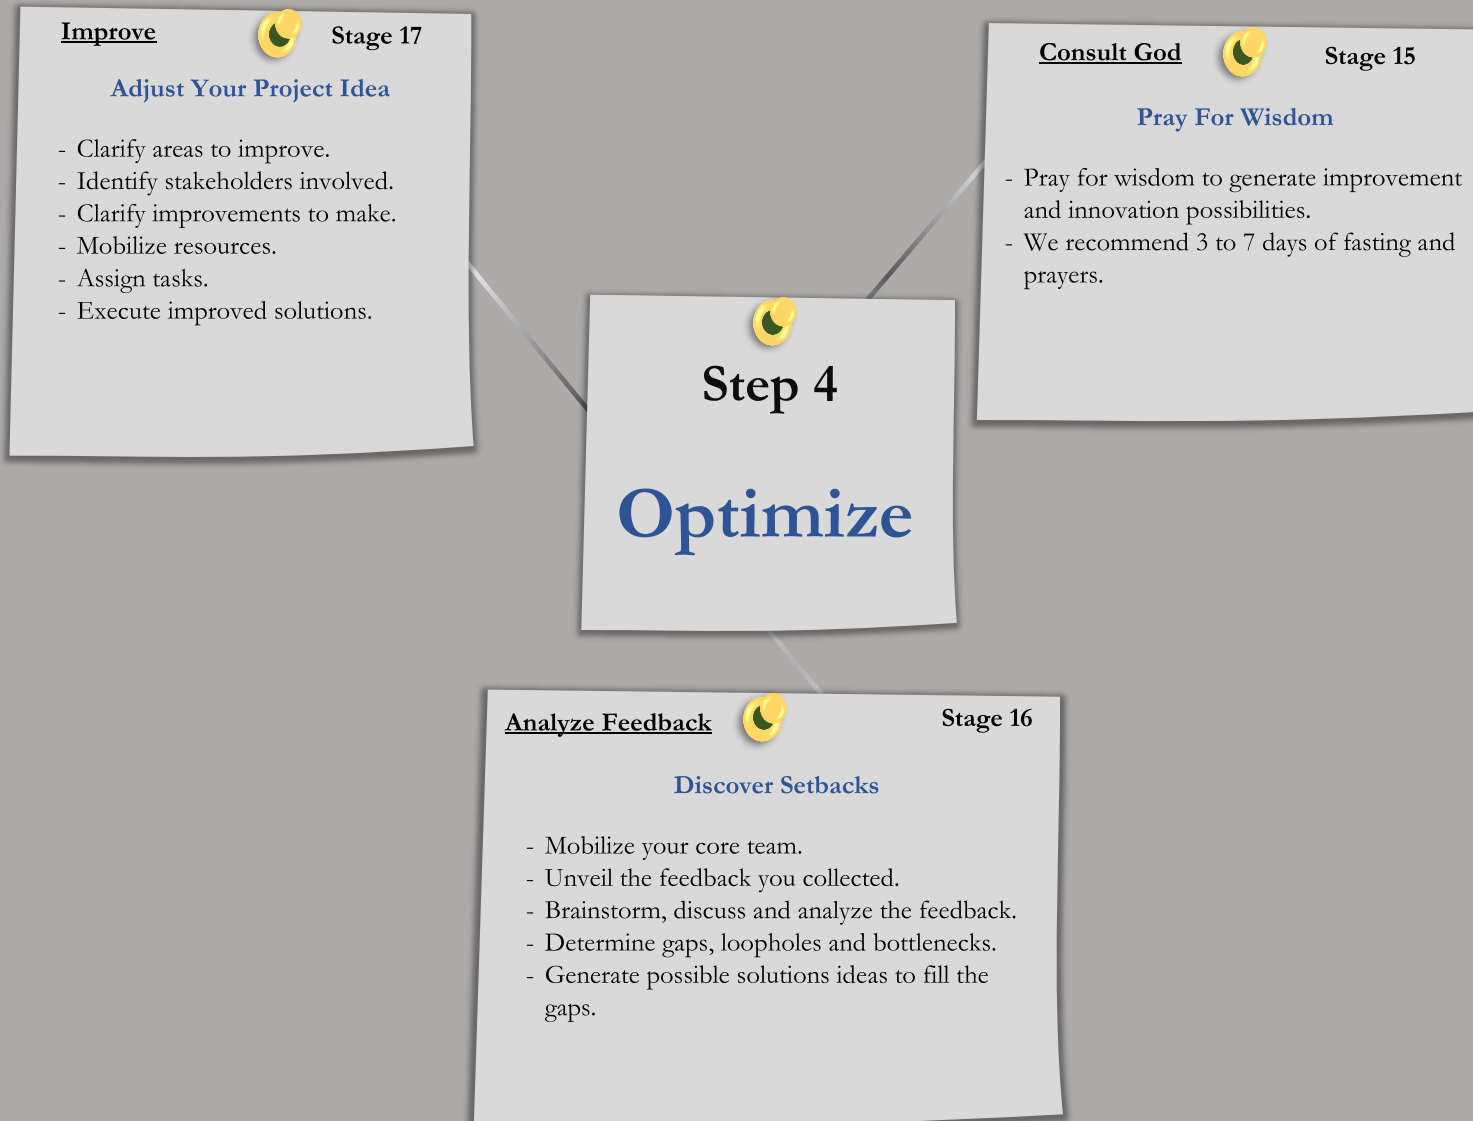 Improve
Stage 17
Adjust Your Project Idea
- Clarify areas to improve.
- Identify stakeholders involved.
- Clarify improvements to make.
- Mobilize resources.
- Assign tasks.
- Execute improved solutions.
Consult God
Stage 15
Pray For Wisdom
- Pray for wisdom to generate improvement
and innovation possibilities.
- We recommend 3 to 7 days of fasting and
prayers.
Step 4
Optimize
Analyze Feedback
Stage 16
Discover Setbacks
- Mobilize your core team.
- Unveil the feedback you collected.
- Brainstorm, discuss and analyze the feedback.
- Determine gaps, loopholes and bottlenecks.
- Generate possible solutions ideas to fill the
gaps.